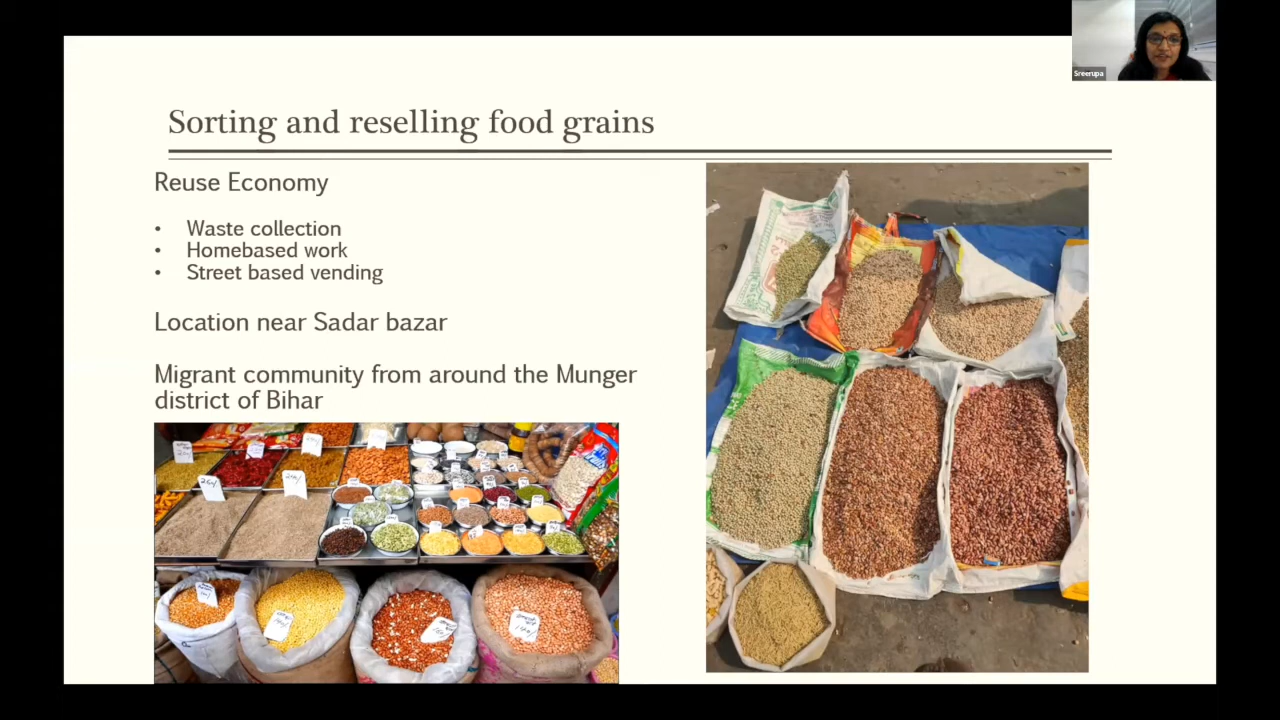 Sreerupa
Sorting and reselling food grains
Reuse Economy
• Waste collection
• Homebased work
• Street based vending
Location near Sadar bazar
Migrant community from around the Munger
district of Bihar